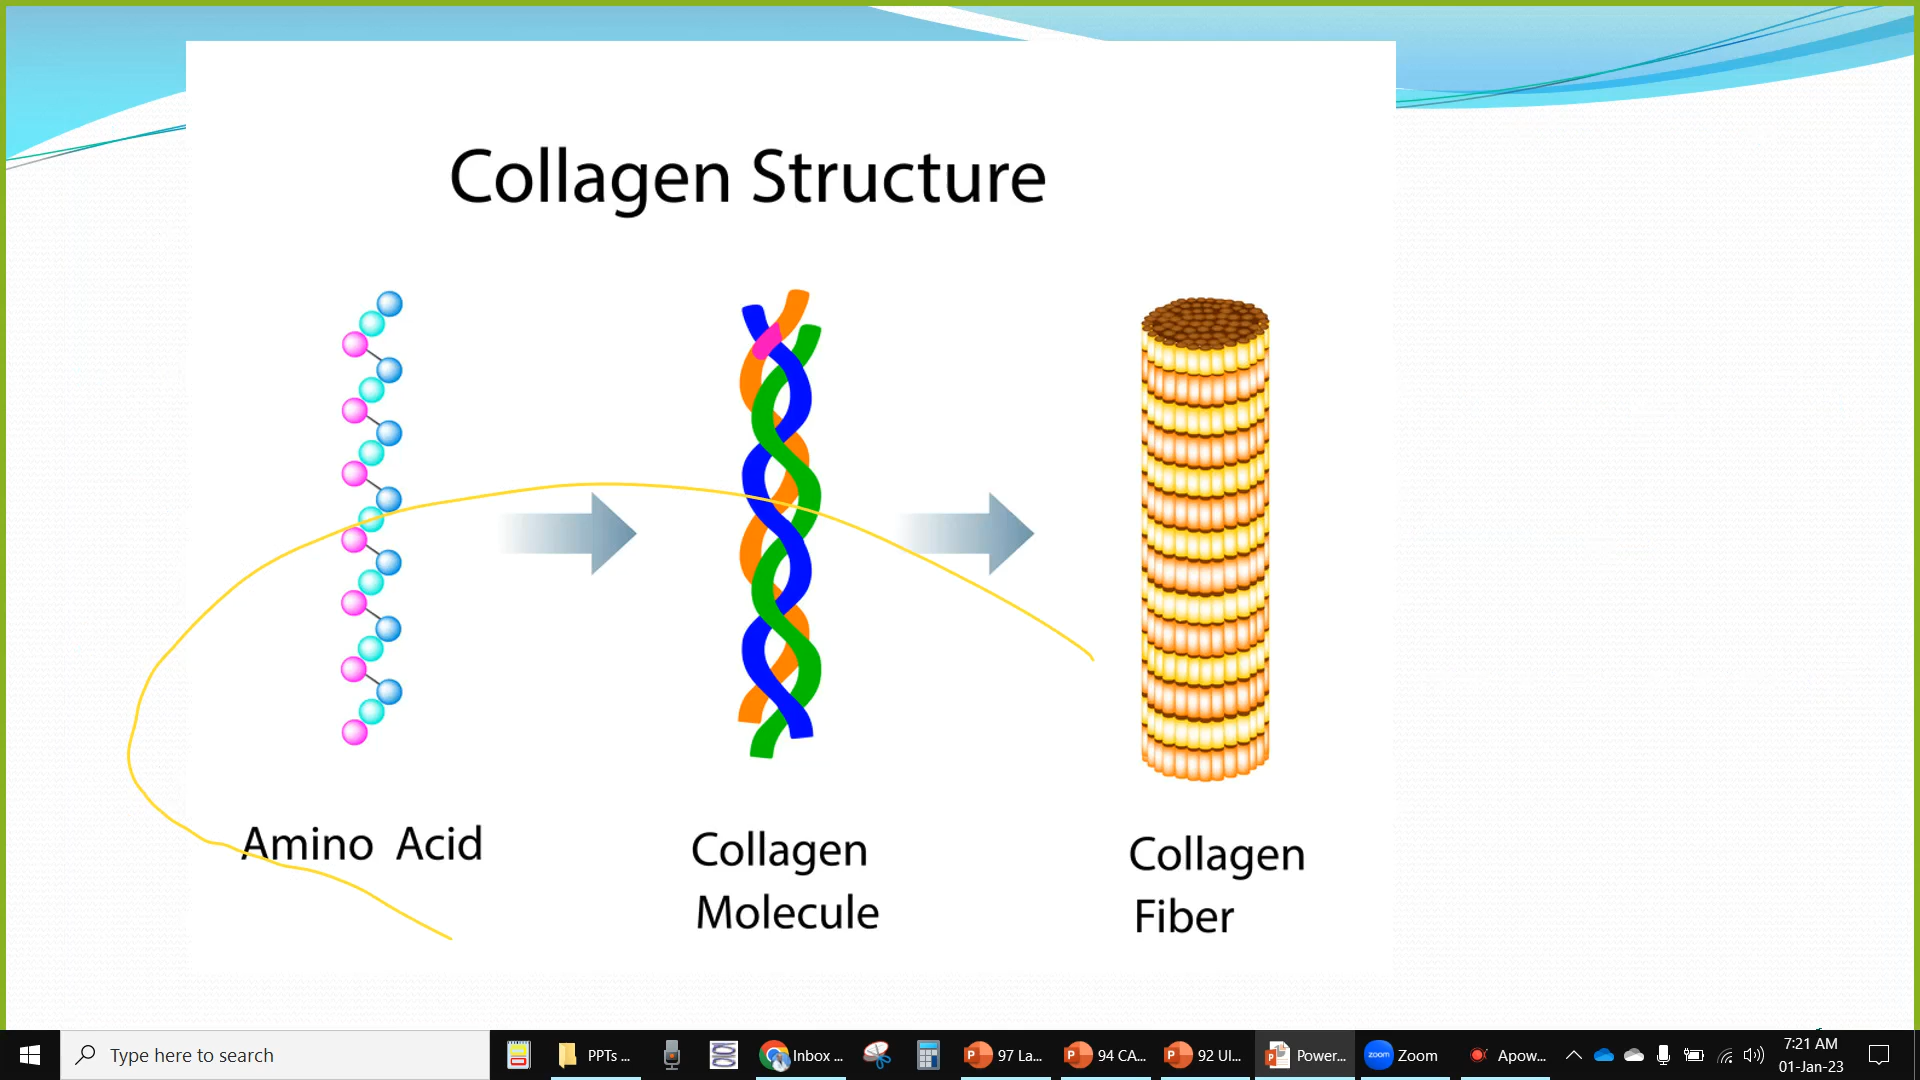 Collagen Structure
Amino Acid
Collagen
Molecule
Collagen
Fiber
Type here to search
PPTs ...
Inbox ...
97 La...
94 CA...
92 Ul...
Power...
zoom
Zoom
Apow...
7:21 AM
01-Jan-23